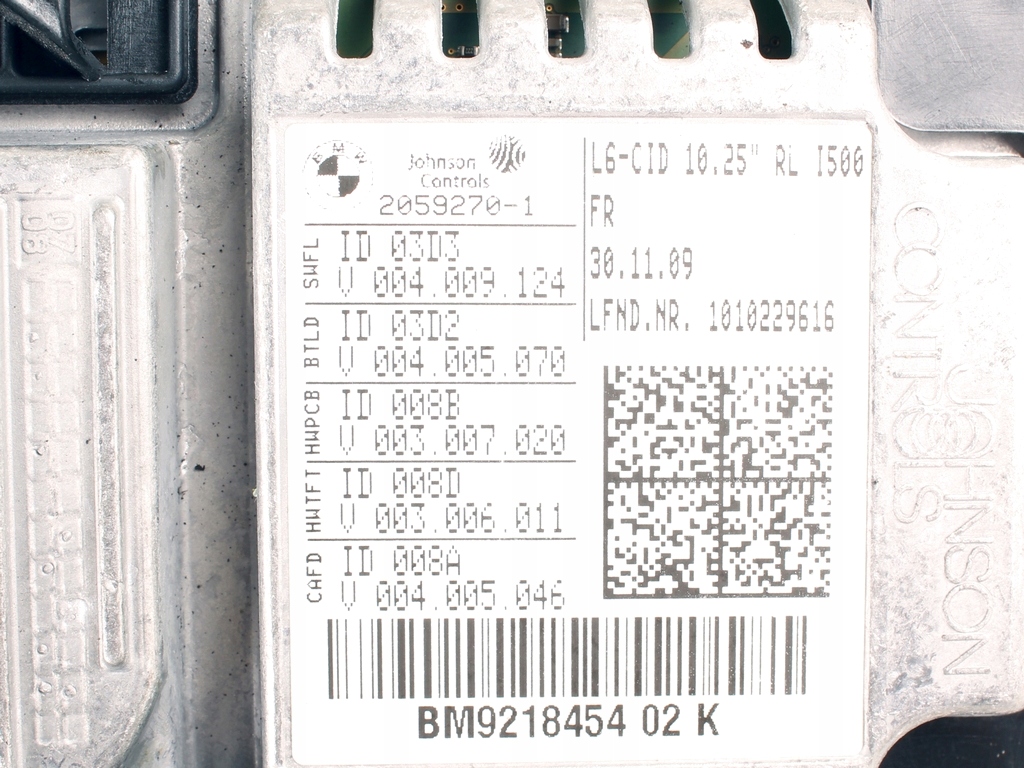 BMW
Johnson
Controls
2059270-1
SWFL
ID 03D3
V 004.009.124
BTLD
ID 03D2
V 004.005.070
HWPCB
ID 008B
V 003.007.020
HWTFT
ID 008D
V 003.006.011
CAFD
ID 008A
V 004.005.046
L6-CID 10.25" RL I500
FR
30.11.09
LFND.NR. 1010229616
BM9218454 02 K
JOHNSON
CONTROLS